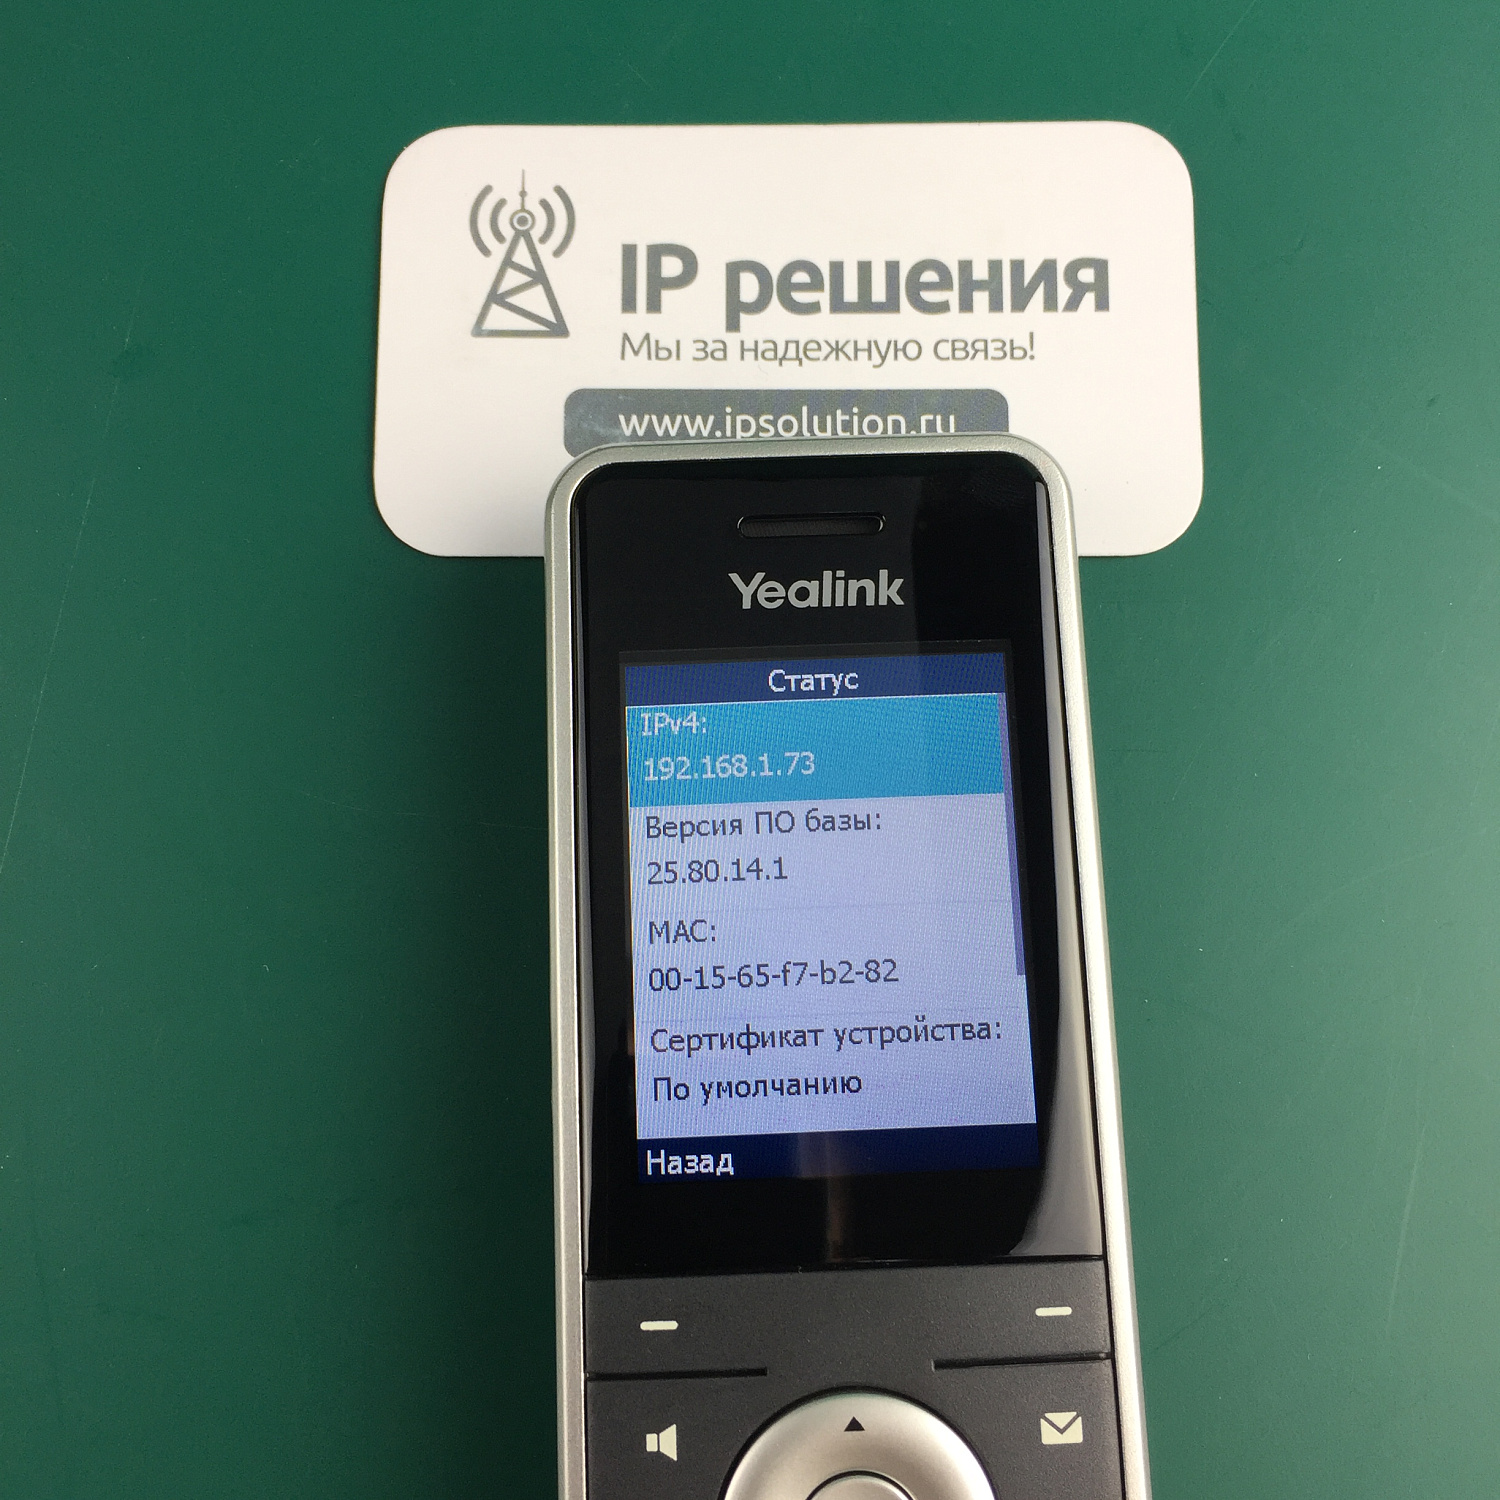 IP решения
Мы за надежную связь!
www.ipsolution.ru
Yealink
Статус
IPv4:
192.168.1.73
Версия ПО базы:
25.80.14.1
MAC:
00-15-65-f7-b2-82
Сертификат устройства:
По умолчанию
Назад